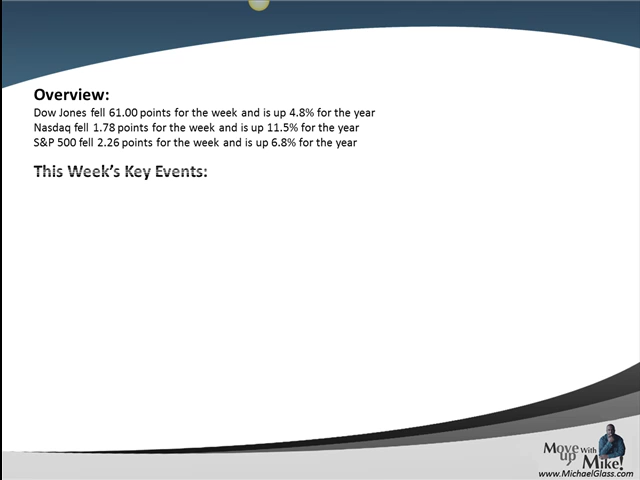 Overview:
Dow Jones fell 61.00 points for the week and is up 4.8% for the year
Nasdaq fell 1.78 points for the week and is up 11.5% for the year
S&P 500 fell 2.26 points for the week and is up 6.8% for the year
This Week's Key Events:
Move up With Mike!
www.MichaelGlass.com